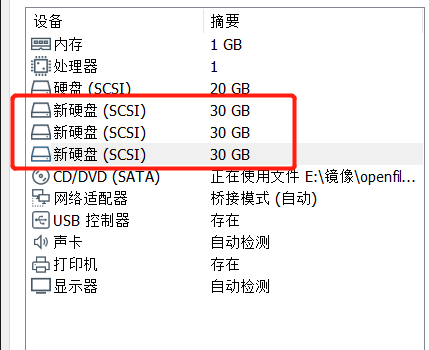 设备 摘要
内存 1 GB
处理器 1
硬盘 (SCSI) 20 GB
新硬盘 (SCSI) 30 GB
新硬盘 (SCSI) 30 GB
新硬盘 (SCSI) 30 GB
CD/DVD (SATA) 正在使用文件 E:\镜像\openfil...
网络适配器 桥接模式 (自动)
USB 控制器 存在
声卡 自动检测
打印机 存在
显示器 自动检测